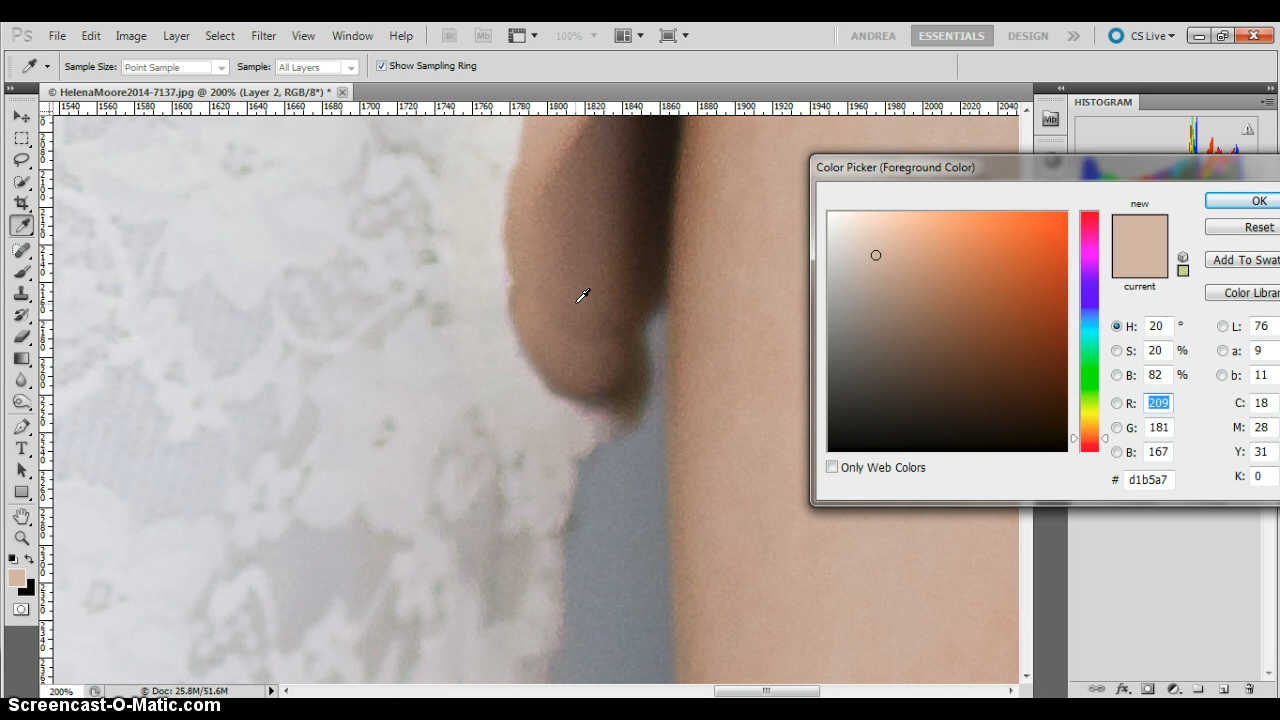 Ps File Edit Image Layer Select Filter View Window Help Br Mb 100% ANDREA ESSENTIALS DESIGN CS Live
Sample Size: Point Sample Sample: All Layers Show Sampling Ring
© HelenaMoore2014-7137.jpg @ 200% (Layer 2, RGB/8*) *
1540 1560 1580 1600 1620 1640 1660 1680 1700 1720 1740 1760 1780 1800 1820 1840 1860 1880 1900 1920 1940 1960 1980 2000 2020 2040
HISTOGRAM
Mb
Color Picker (Foreground Color)
new
current
OK
Reset
Add To Swat
Color Librar
H: 20 ° L: 76
S: 20 % a: 9
B: 82 % b: 11
R: 209 C: 18
G: 181 M: 28
B: 167 Y: 31
# d1b5a7 K: 0
Only Web Colors
200% © Doc: 25.8M/51.6M
Screencast-O-Matic.com